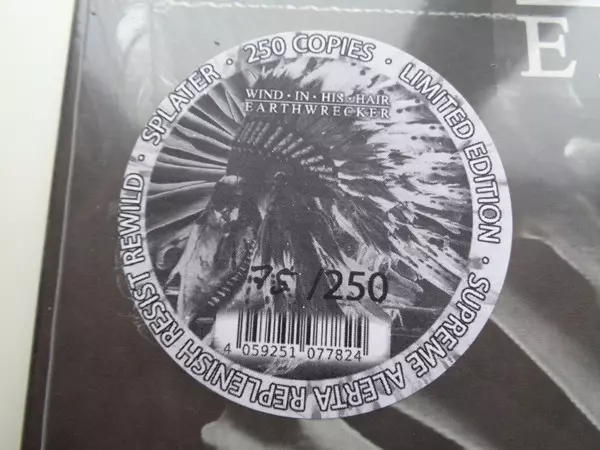 SPLATER · 250 COPIES · LIMITED EDITION · SUPREME ALERTA REPLENISH RESIST REWILD ·
WIND · IN · HIS · HAIR
EARTHWRECKER
75 /250
4 059251 077824
E